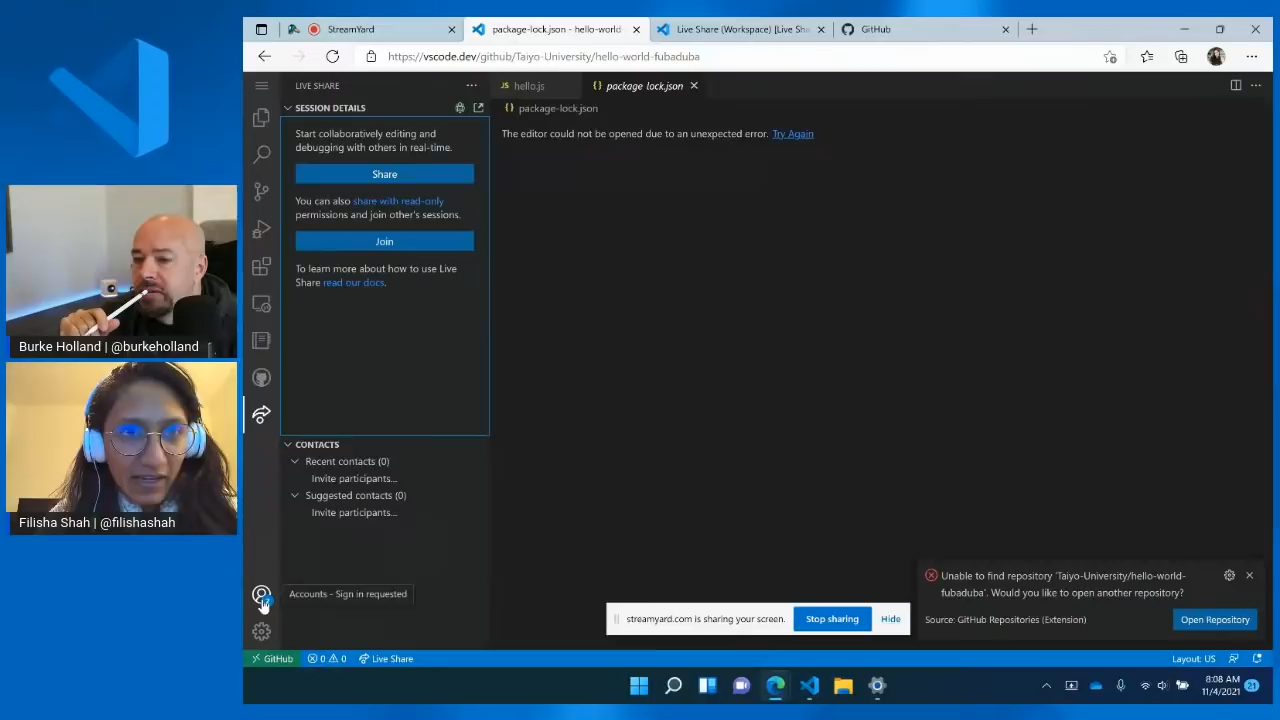 StreamYard
package-lock.json - hello-world
Live Share (Workspace) [Live Sha
GitHub
https://vscode.dev/github/Taiyo-University/hello-world-fubaduba
LIVE SHARE
hello.js
package-lock.json
SESSION DETAILS
package-lock.json
Start collaboratively editing and
debugging with others in real-time.
The editor could not be opened due to an unexpected error. Try Again
Share
You can also share with read-only
permissions and join other's sessions.
Join
To learn more about how to use Live
Share read our docs.
Burke Holland | @burkeholland
CONTACTS
Recent contacts (0)
Invite participants...
Suggested contacts (0)
Invite participants...
Filisha Shah | @filishashah
Accounts - Sign in requested
Unable to find repository 'Taiyo-University/hello-world-
fubaduba'. Would you like to open another repository?
Source: GitHub Repositories (Extension)
Open Repository
streamyard.com is sharing your screen.
Stop sharing
Hide
GitHub
0
0
Live Share
Layout: US
8:08 AM
11/4/2021
21